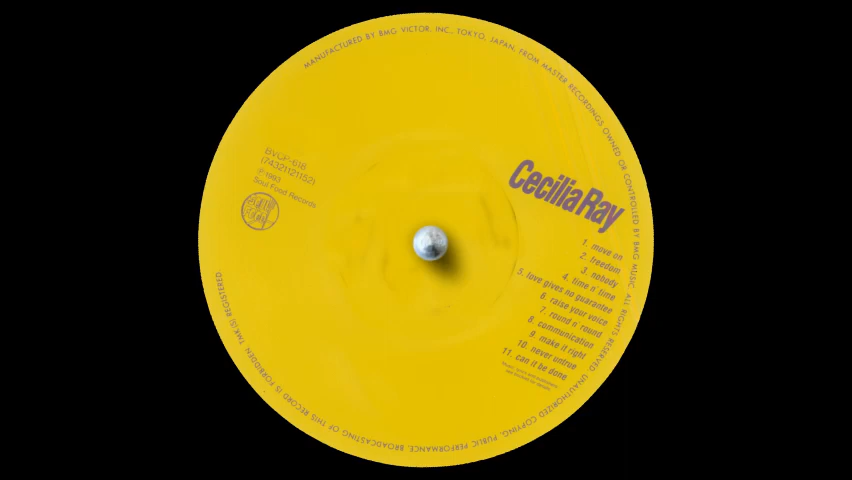 MANUFACTURED BY BMG VICTOR, INC., TOKYO, JAPAN, FROM MASTER RECORDINGS OWNED OR CONTROLLED BY BMG MUSIC. ALL RIGHTS RESERVED. UNAUTHORIZED COPYING, PUBLIC PERFORMANCE, BROADCASTING OF THIS RECORD IS FORBIDDEN. TMK(S) REGISTERED
BVCP-616
(74321121152)
℗ 1993
Soul Food Records
Cecilia Ray
1. move on
2. freedom
3. nobody
4. time n' time
5. love gives no guarantee
6. raise your voice
7. round n' round
8. communication
9. make it right
10. never untrue
11. can it be done